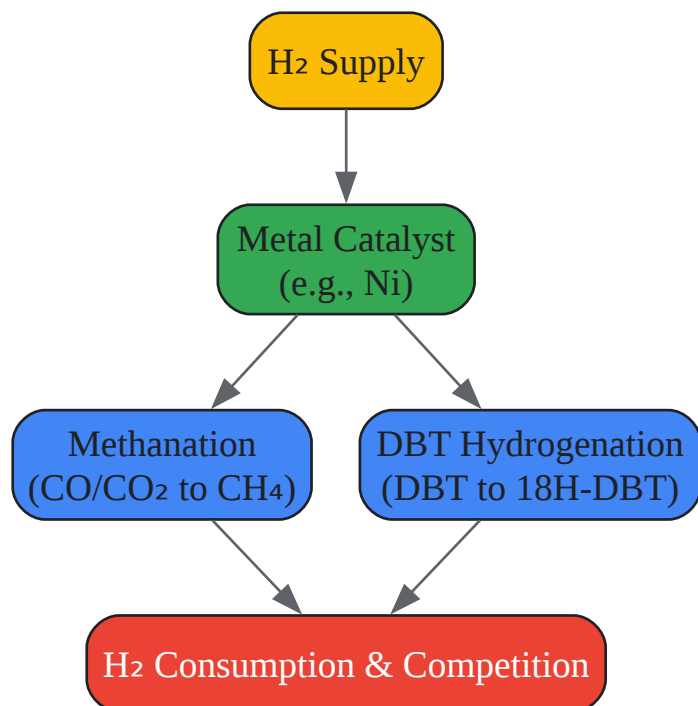 H₂ Supply
Metal Catalyst
(e.g., Ni)
Methanation
(CO/CO₂ to CH₄)
DBT Hydrogenation
(DBT to 18H-DBT)
H₂ Consumption & Competition